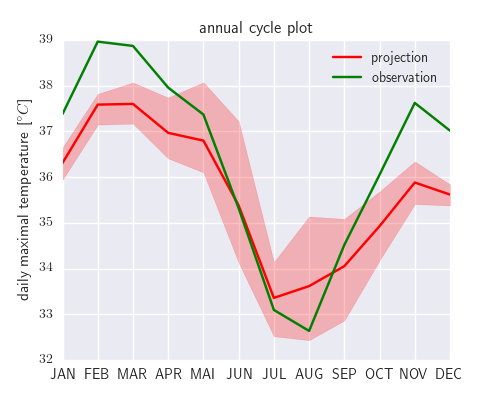 annual cycle plot
projection
observation
daily maximal temperature [°C]
39
38
37
36
35
34
33
32
JAN FEB MAR APR MAI JUN JUL AUG SEP OCT NOV DEC